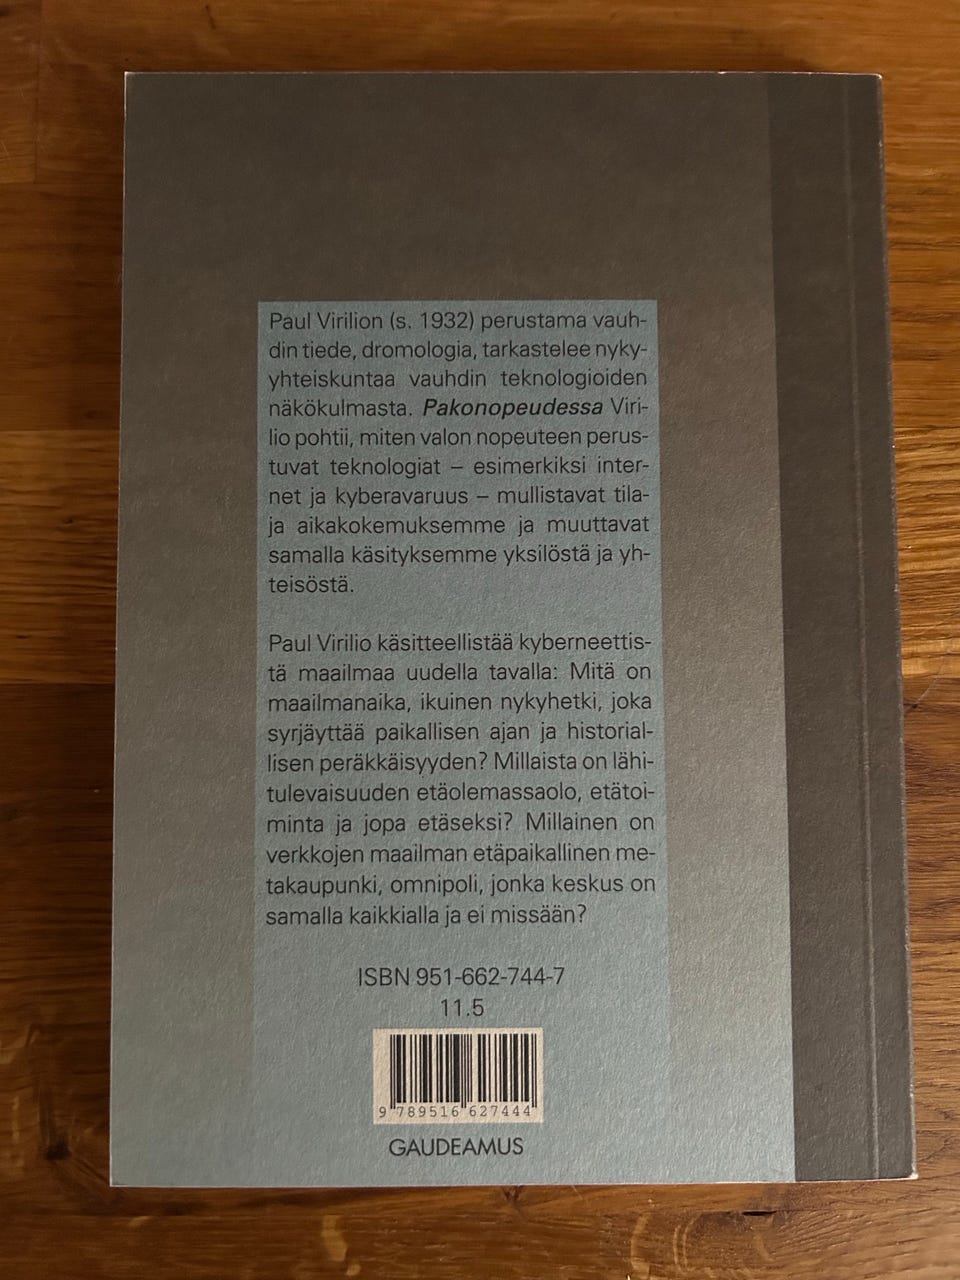 Paul Virilion (s. 1932) perustama vauh-
din tiede, dromologia, tarkastelee nyky-
yhteiskuntaa vauhdin teknologioiden
näkökulmasta. Pakonopeudessa Viri-
lio pohtii, miten valon nopeuteen perus-
tuvat teknologiat – esimerkiksi inter-
net ja kyberavaruus – mullistavat tila-
ja aikakokemuksemme ja muuttavat
samalla käsityksemme yksilöstä ja yh-
teisöstä.
Paul Virilio käsitteellistää kyberneettis-
tä maailmaa uudella tavalla: Mitä on
maailmanaika, ikuinen nykyhetki, joka
syrjäyttää paikallisen ajan ja historial-
lisen peräkkäisyyden? Millaista on lähi-
tulevaisuuden etäolemassaolo, etätoi-
minta ja jopa etäseksi? Millainen on
verkkojen maailman etäpaikallinen me-
takaupunki, omnipoli, jonka keskus on
samalla kaikkialla ja ei missään?
ISBN 951-662-744-7
11.5
9 789516 627444
GAUDEAMUS